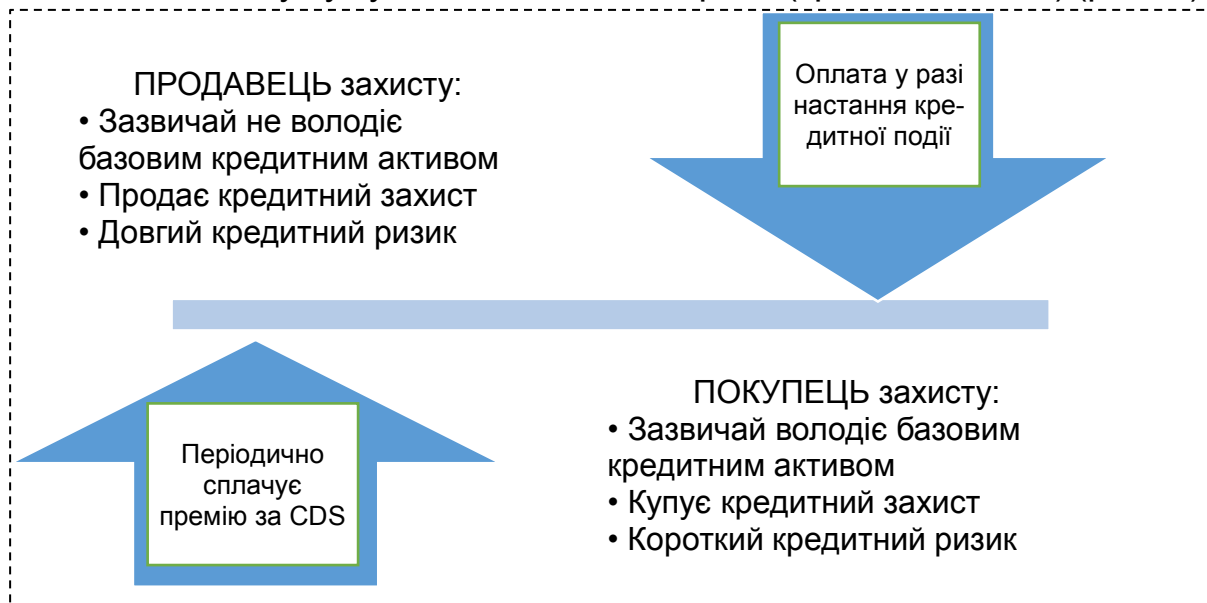 ПРОДАВЕЦЬ захисту:
• Зазвичай не володіє
базовим кредитним активом
• Продає кредитний захист
• Довгий кредитний ризик
Оплата у разі
настання кре-
дитної події
Періодично
сплачує
премію за CDS
ПОКУПЕЦЬ захисту:
• Зазвичай володіє базовим
кредитним активом
• Купує кредитний захист
• Короткий кредитний ризик